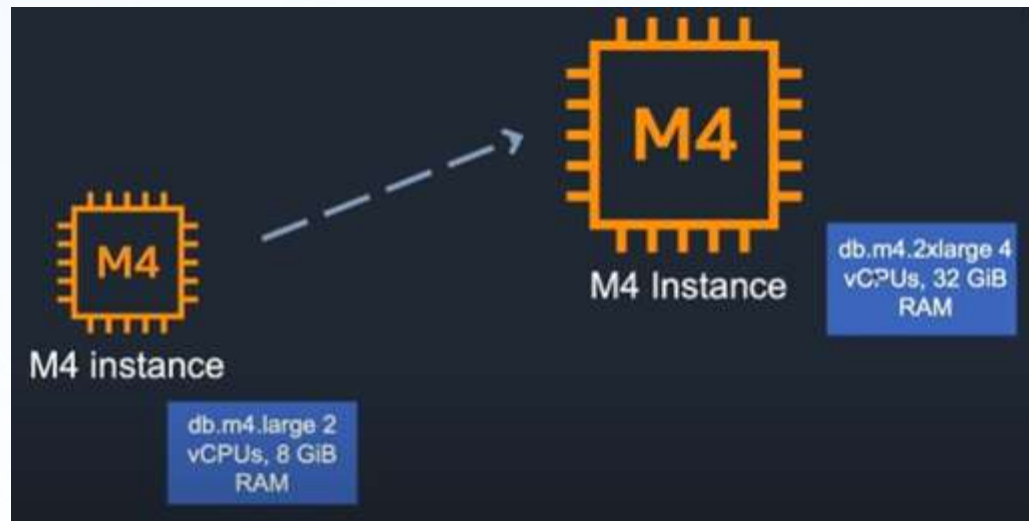 M4
M4 instance
db.m4.large 2
vCPUs, 8 GiB
RAM
M4
M4 Instance
db.m4.2xlarge 4
vCPUs, 32 GiB
RAM